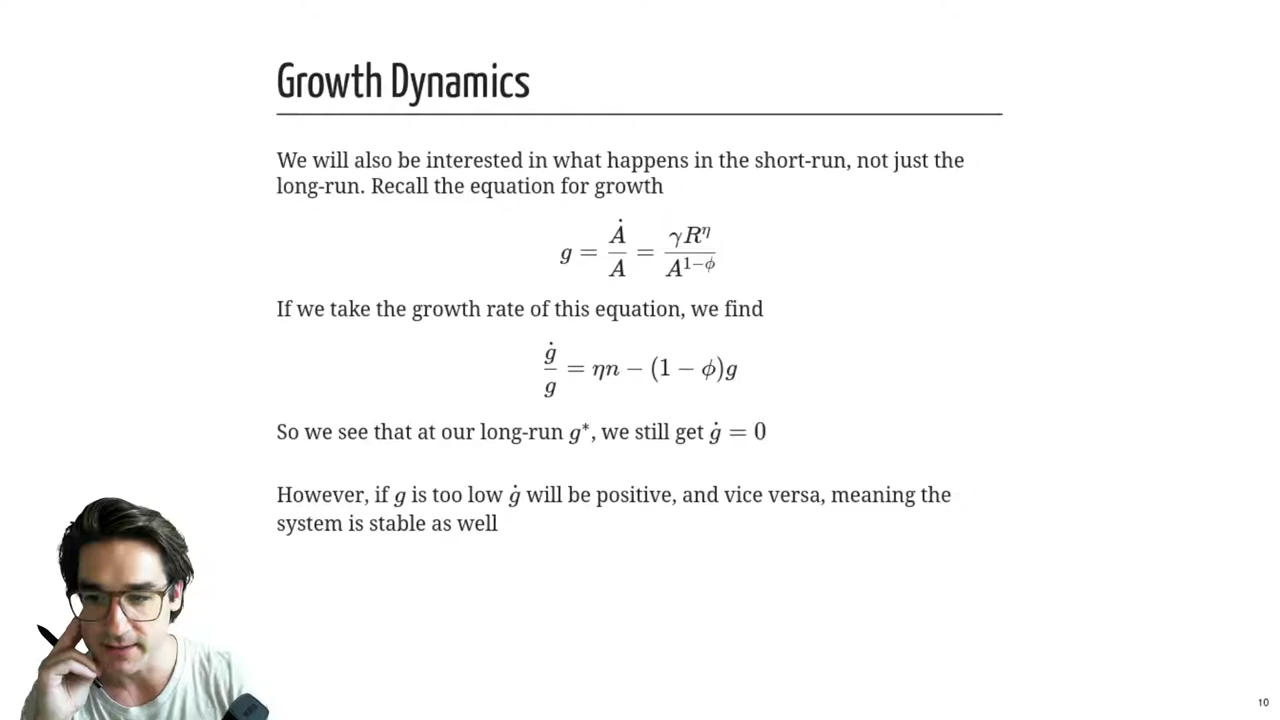 Growth Dynamics
We will also be interested in what happens in the short-run, not just the
long-run. Recall the equation for growth
g = Ȧ/A = γR^η/A^(1−ϕ)
If we take the growth rate of this equation, we find
ġ/g = ηn − (1 − ϕ)g
So we see that at our long-run g*, we still get ġ = 0
However, if g is too low ġ will be positive, and vice versa, meaning the
system is stable as well
10